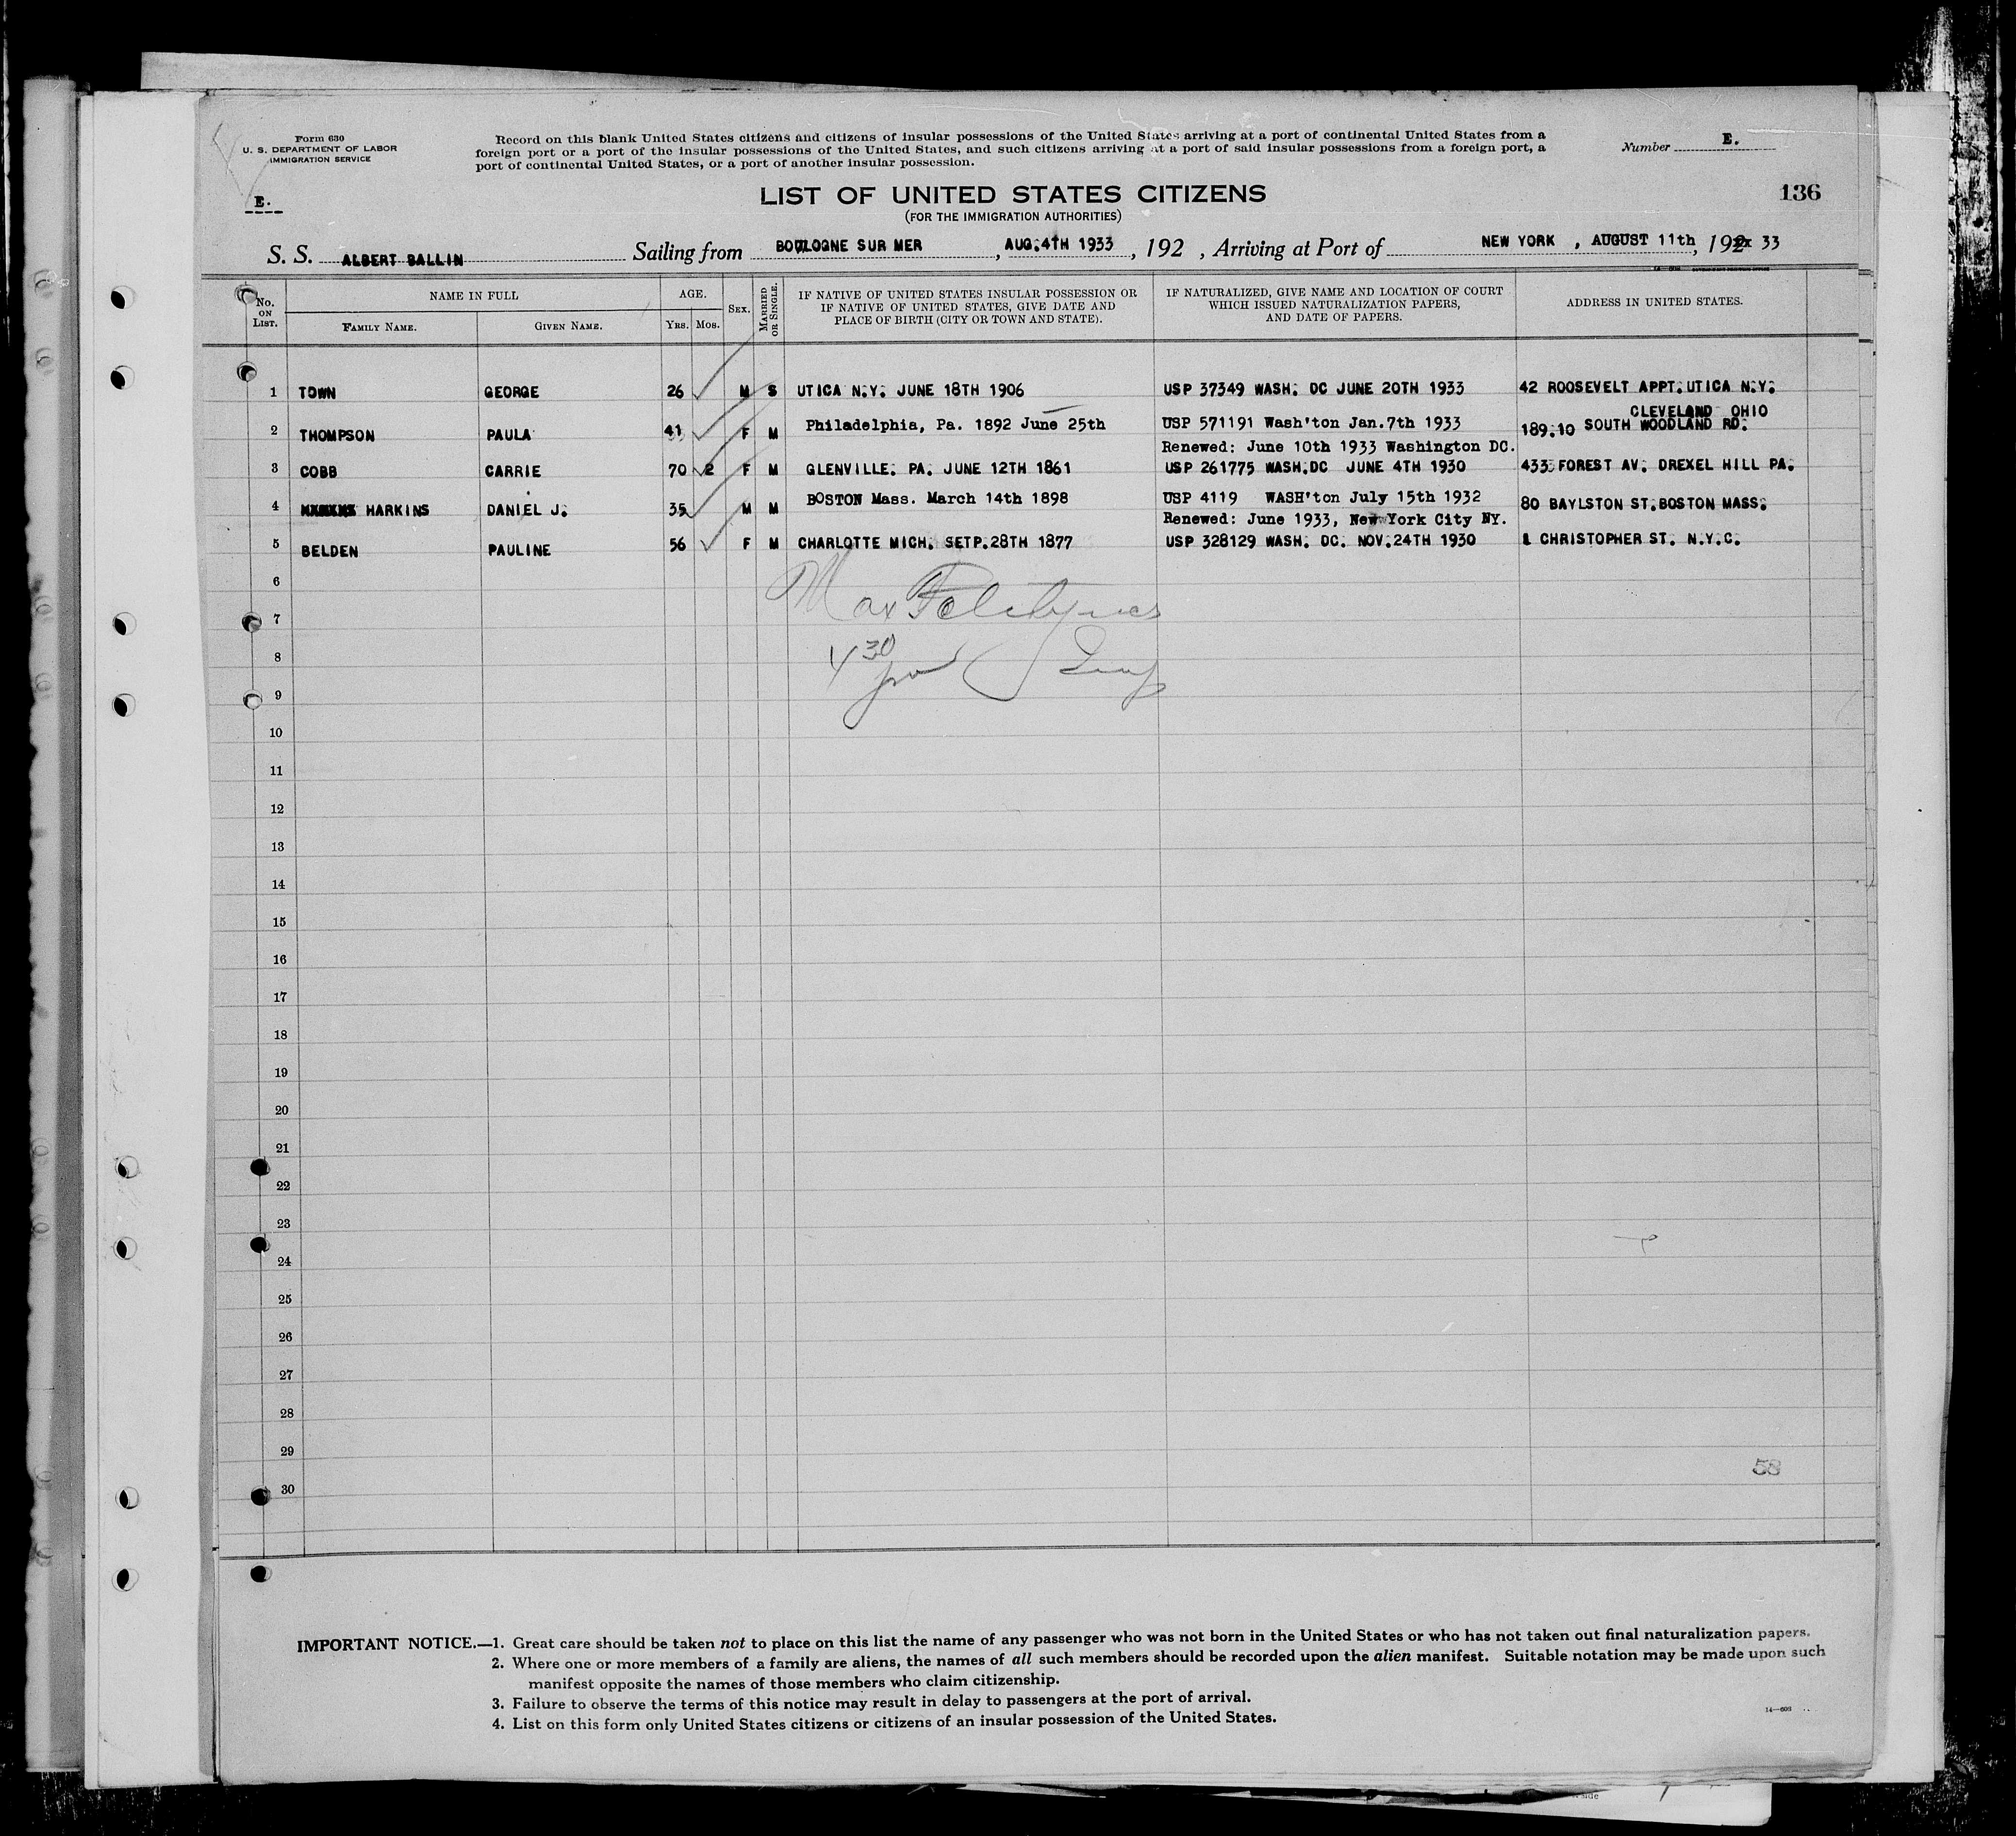 Form 630
U. S. DEPARTMENT OF LABOR
IMMIGRATION SERVICE
Record on this blank United States citizens and citizens of insular possessions of the United States arriving at a port of continental United States from a
foreign port or a port of the insular possessions of the United States, and such citizens arriving at a port of said insular possessions from a foreign port, a
port of continental United States, or a port of another insular possession.
Number E.
E.
LIST OF UNITED STATES CITIZENS
136
(FOR THE IMMIGRATION AUTHORITIES)
S. S. ALBERT BALLIN Sailing from BOULOGNE SUR MER , AUG.4TH 1933 , 192 , Arriving at Port of NEW YORK , AUGUST 11th , 192 33
No. ON LIST. NAME IN FULL AGE. SEX. MARRIED OR SINGLE. IF NATIVE OF UNITED STATES INSULAR POSSESSION OR IF NATIVE OF UNITED STATES, GIVE DATE AND PLACE OF BIRTH (CITY OR TOWN AND STATE). IF NATURALIZED, GIVE NAME AND LOCATION OF COURT WHICH ISSUED NATURALIZATION PAPERS, AND DATE OF PAPERS. ADDRESS IN UNITED STATES.
FAMILY NAME. GIVEN NAME. YRS. MOS.
1 TOWN GEORGE 26 M S UTICA N.Y. JUNE 18TH 1906 USP 37349 WASH. DC JUNE 20TH 1933 42 ROOSEVELT APPT.UTICA N.Y.
CLEVELAND OHIO
2 THOMPSON PAULA 41 F M Philadelphia, Pa. 1892 June 25th USP 571191 Wash'ton Jan.7th 1933 189.10 SOUTH WOODLAND RD.
Renewed: June 10th 1933 Washington DC.
3 COBB CARRIE 70 2 F M GLENVILLE. PA. JUNE 12TH 1861 USP 261775 WASH.DC JUNE 4TH 1930 433 FOREST AV. DREXEL HILL PA.
4 HARKINS DANIEL J. 35 M M BOSTON Mass. March 14th 1898 USP 4119 WASH'ton July 15th 1932 80 BAYLSTON ST.BOSTON MASS.
Renewed: June 1933, New York City NY.
5 BELDEN PAULINE 56 F M CHARLOTTE MICH. SETP.28TH 1877 USP 328129 WASH. DC. NOV.24TH 1930 1 CHRISTOPHER ST. N.Y.C.
6
Max
7
8
4 30
9
10
11
12
13
14
15
16
17
18
19
20
21
22
23
24
25
26
27
28
29
58
30
IMPORTANT NOTICE.—1. Great care should be taken not to place on this list the name of any passenger who was not born in the United States or who has not taken out final naturalization papers.
2. Where one or more members of a family are aliens, the names of all such members should be recorded upon the alien manifest. Suitable notation may be made upon such
manifest opposite the names of those members who claim citizenship.
3. Failure to observe the terms of this notice may result in delay to passengers at the port of arrival.
4. List on this form only United States citizens or citizens of an insular possession of the United States.